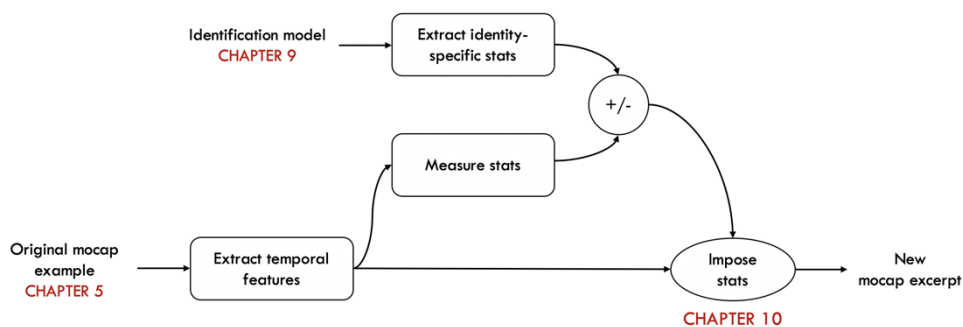 Identification model
CHAPTER 9
Extract identity-
specific stats
+/-
Measure stats
Original mocap
example
CHAPTER 5
Extract temporal
features
Impose
stats
CHAPTER 10
New
mocap excerpt